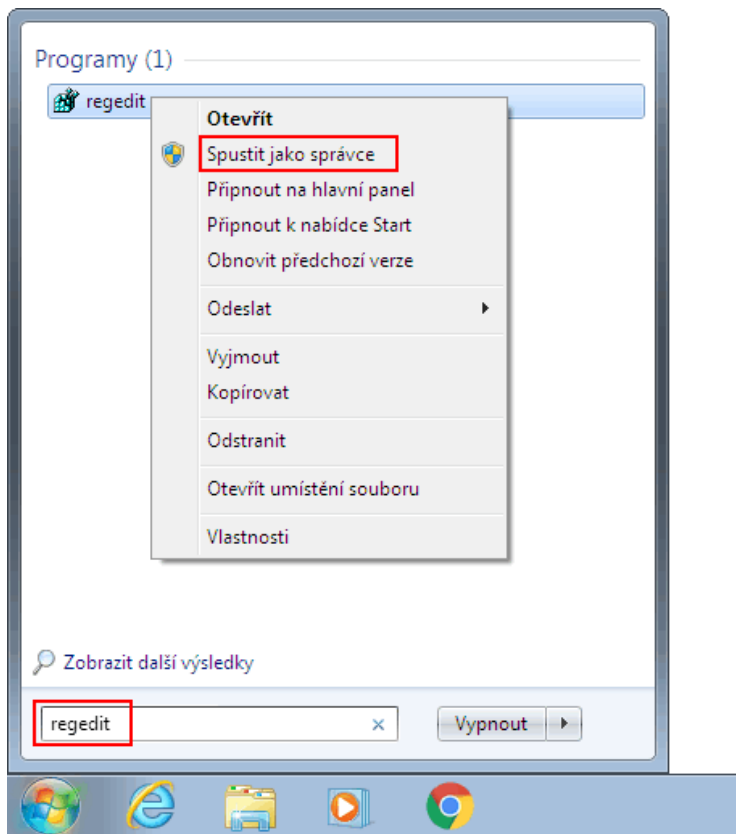 Programy (1)
regedit
Otevřít
Spustit jako správce
Připnout na hlavní panel
Připnout k nabídce Start
Obnovit předchozí verze
Odeslat
Vyjmout
Kopírovat
Odstranit
Otevřít umístění souboru
Vlastnosti
Zobrazit další výsledky
regedit
Vypnout